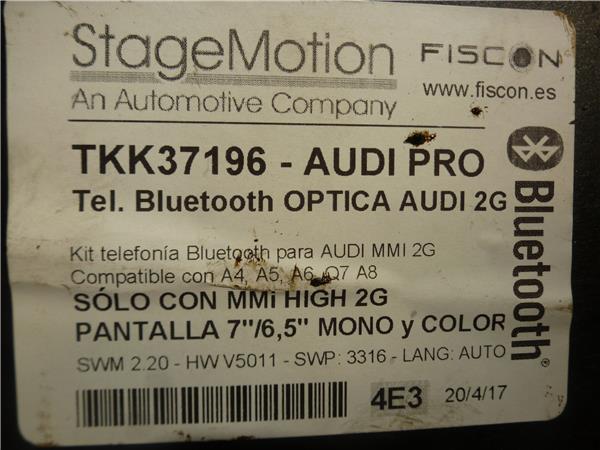 StageMotion
An Automotive Company
FISCON
www.fiscon.es
TKK37196 - AUDI PRO
Tel. Bluetooth OPTICA AUDI 2G
Kit telefonía Bluetooth para AUDI MMI 2G
Compatible con A4, A5, A6, Q7 A8
SÓLO CON MMi HIGH 2G
PANTALLA 7"/6,5" MONO y COLOR
SWM 2.20 - HW V5011 - SWP: 3316 - LANG: AUTO
4E3 20/4/17
Bluetooth®